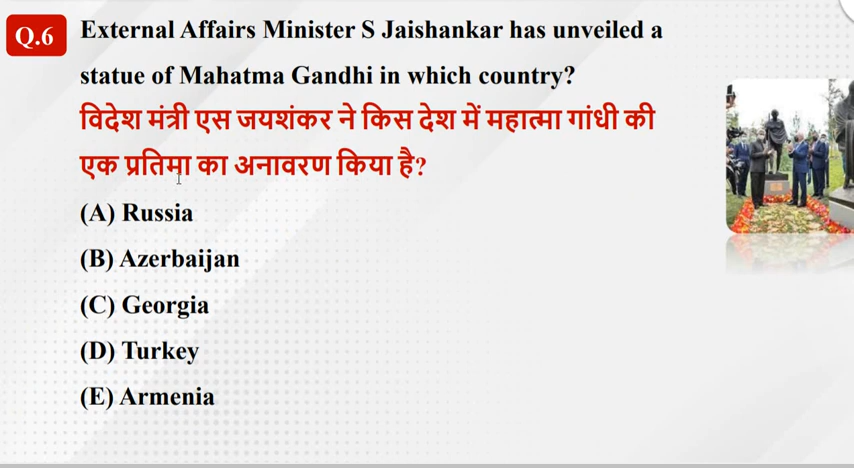 Q.6 External Affairs Minister S Jaishankar has unveiled a
statue of Mahatma Gandhi in which country?
विदेश मंत्री एस जयशंकर ने किस देश में महात्मा गांधी की
एक प्रतिमा का अनावरण किया है?
(A) Russia
(B) Azerbaijan
(C) Georgia
(D) Turkey
(E) Armenia